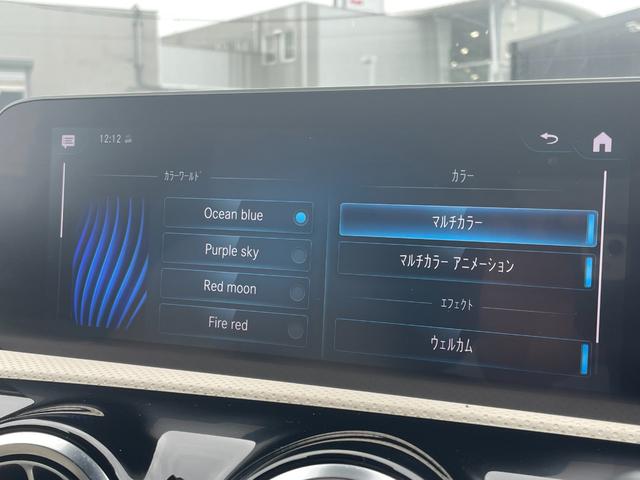 12:12
ｶﾗｰﾜｰﾙﾄﾞ
Ocean blue
Purple sky
Red moon
Fire red
ｶﾗｰ
ﾏﾙﾁｶﾗｰ
ﾏﾙﾁｶﾗｰ ｱﾆﾒｰｼｮﾝ
ｴﾌｪｸﾄ
ｳｪﾙｶﾑ